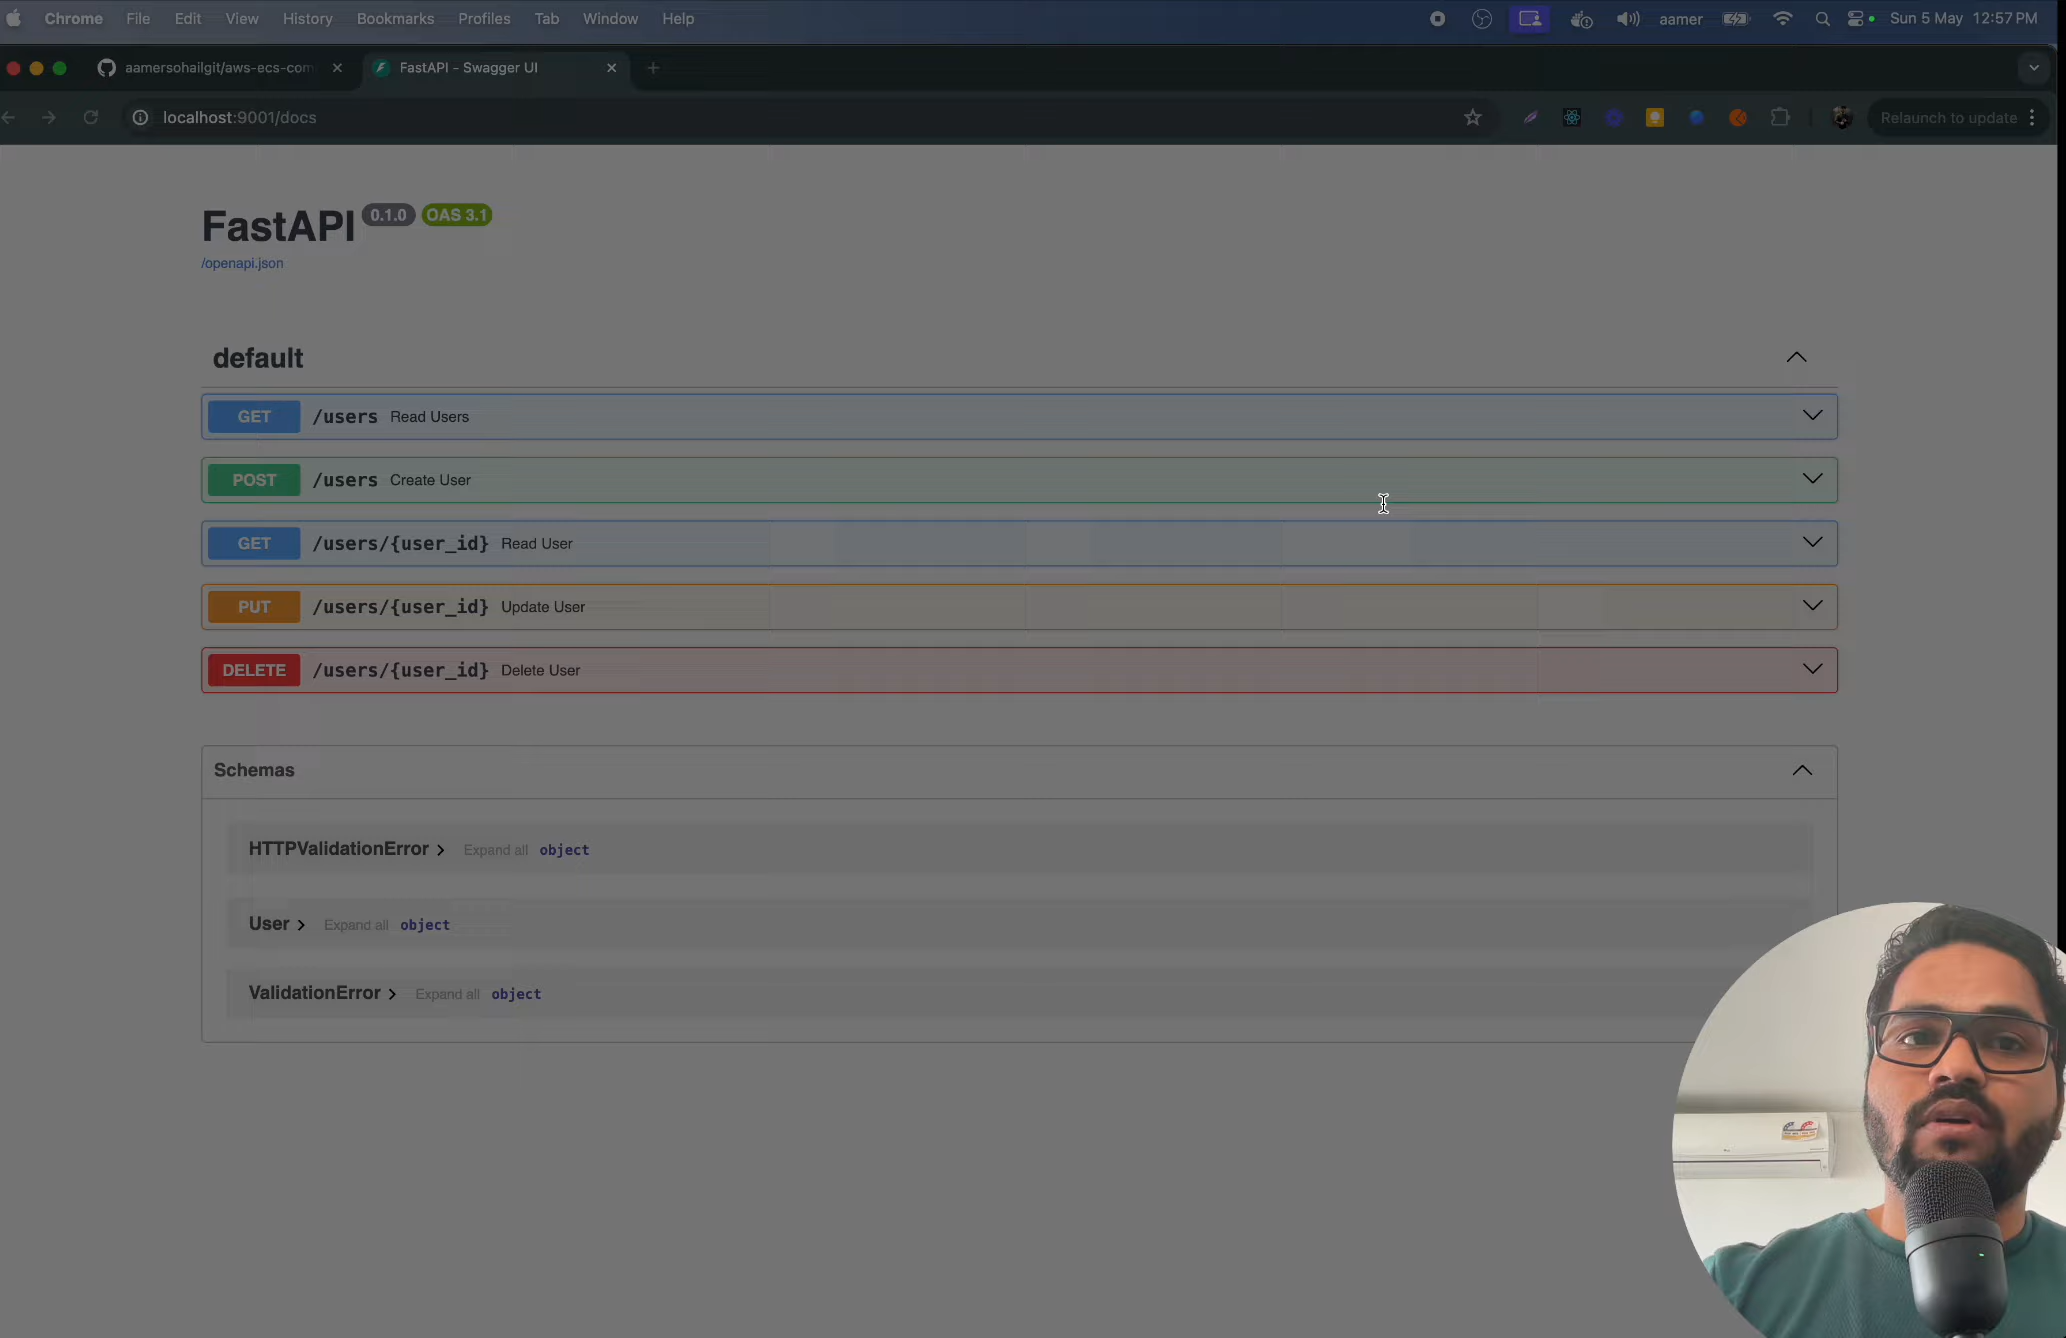 Chrome File Edit View History Bookmarks Profiles Tab Window Help aamer Sun 5 May 12:57 PM
aamersohailgit/aws-ecs-com FastAPI - Swagger UI
localhost:9001/docs Relaunch to update
FastAPI 0.1.0 OAS 3.1
/openapi.json
default
GET /users Read Users
POST /users Create User
GET /users/{user_id} Read User
PUT /users/{user_id} Update User
DELETE /users/{user_id} Delete User
Schemas
HTTPValidationError Expand all object
User Expand all object
ValidationError Expand all object